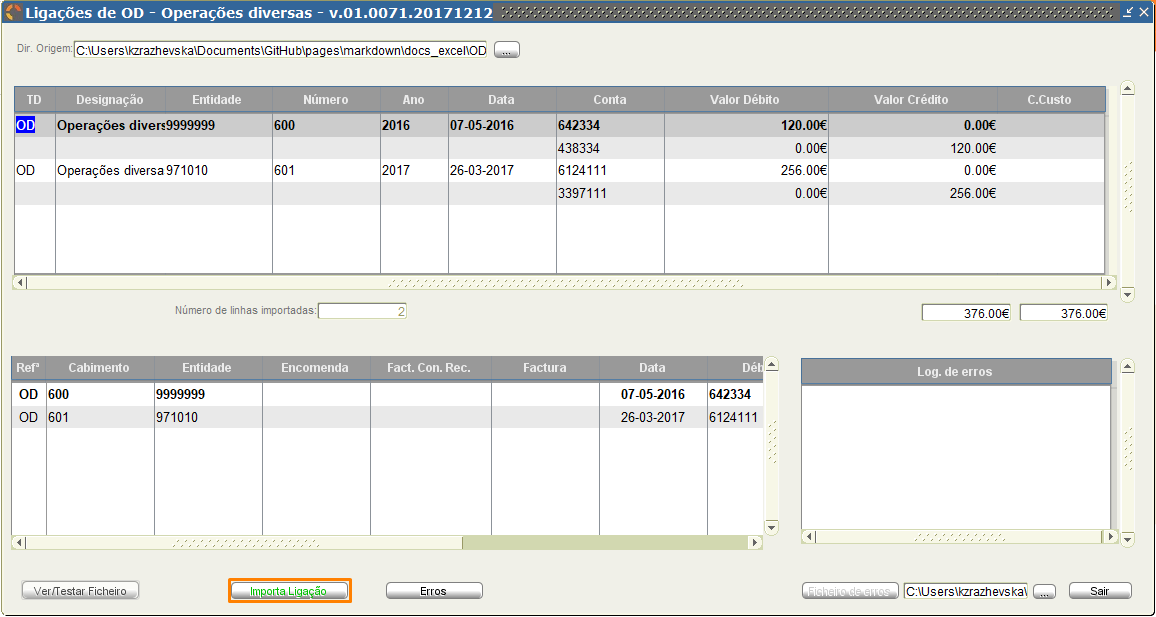 Ligações de OD - Operações diversas - v.01.0071.20171212
Dir. Origem: C:\Users\kzrazhevska\Documents\GitHub\pages\markdown\docs_excel\OD ...
TD Designação Entidade Número Ano Data Conta Valor Débito Valor Crédito C.Custo
OD Operações divers 9999999 600 2016 07-05-2016 642334 120.00€ 0.00€
438334 0.00€ 120.00€
OD Operações diversa 971010 601 2017 26-03-2017 6124111 256.00€ 0.00€
3397111 0.00€ 256.00€
Número de linhas importadas: 2 376.00€ 376.00€
Refª Cabimento Entidade Encomenda Fact. Con. Rec. Factura Data Déb
OD 600 9999999 07-05-2016 642334
OD 601 971010 26-03-2017 6124111
Log. de erros
Ver/Testar Ficheiro Importa Ligação Erros Ficheiro de erros C:\Users\kzrazhevska\ ... Sair